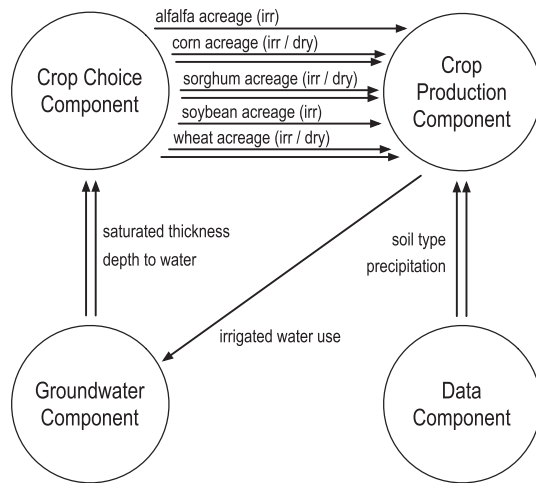 alfalfa acreage (irr)
corn acreage (irr / dry)
Crop Choice
Component
sorghum acreage (irr / dry)
Crop
Production
Component
soybean acreage (irr)
wheat acreage (irr / dry)
saturated thickness
depth to water
soil type
precipitation
irrigated water use
Groundwater
Component
Data
Component